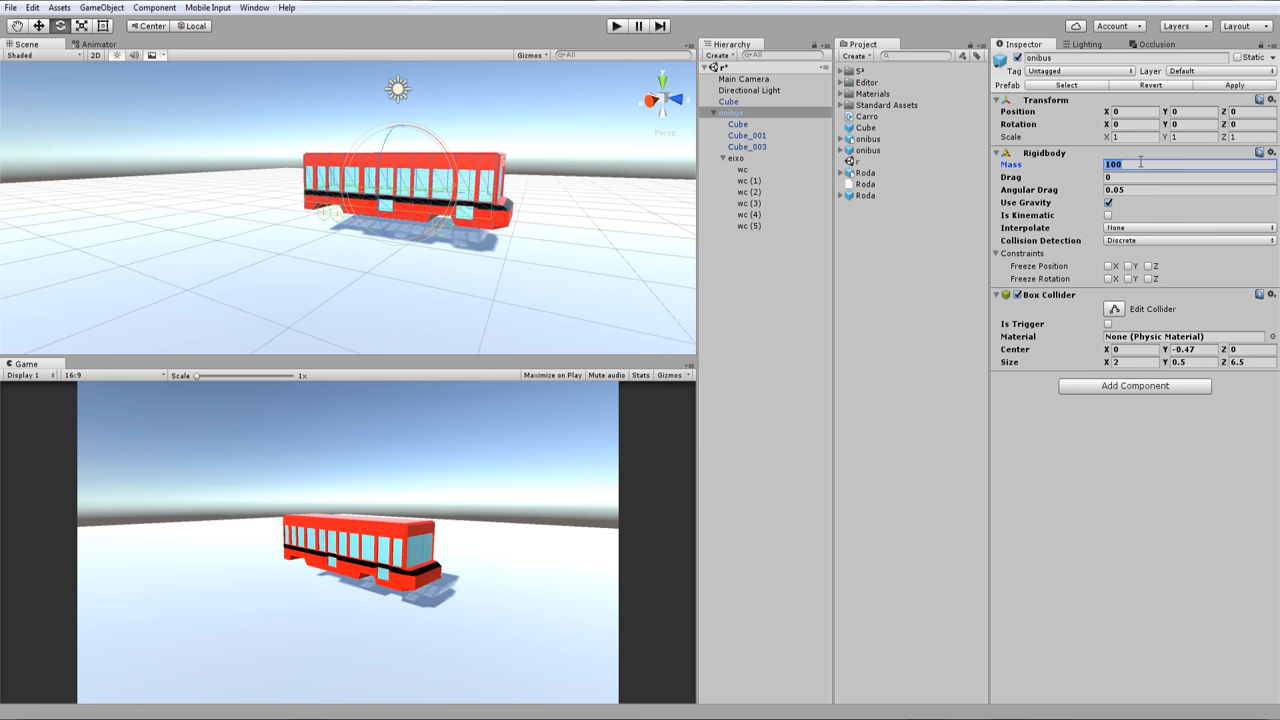 File Edit Assets GameObject Component Mobile Input Window Help
Center Local Account Layers Layout
Scene Animator
Shaded 2D Gizmos All
Persp
Game
Display 1 16:9 Scale 1x Maximize on Play Mute audio Stats Gizmos
Hierarchy
Create All
r*
Main Camera
Directional Light
Cube
onibus
Cube
Cube_001
Cube_003
eixo
wc
wc (1)
wc (2)
wc (3)
wc (4)
wc (5)
Project
Create
Editor
Materials
Standard Assets
Carro
Cube
onibus
onibus
r
Roda
Roda
Roda
Inspector Lighting Occlusion
onibus Static
Tag Untagged Layer Default
Prefab Select Revert Apply
Transform
Position X 0 Y 0 Z 0
Rotation X 0 Y 0 Z 0
Scale X 1 Y 1 Z 1
Rigidbody
Mass 100
Drag 0
Angular Drag 0.05
Use Gravity
Is Kinematic
Interpolate None
Collision Detection Discrete
Constraints
Freeze Position X Y Z
Freeze Rotation X Y Z
Box Collider
Edit Collider
Is Trigger
Material None (Physic Material)
Center X 0 Y -0.47 Z 0
Size X 2 Y 0.5 Z 6.5
Add Component